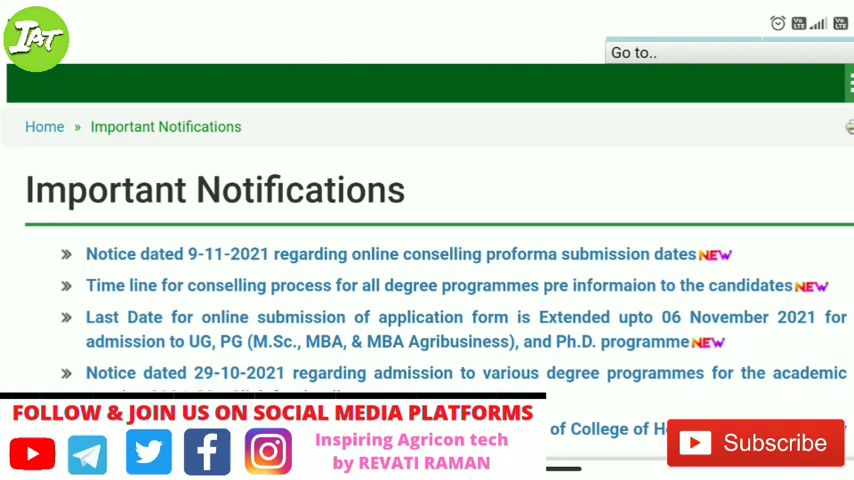 IAT
Vo
LTE
Vo
LTE
Go to..
Home » Important Notifications
Important Notifications
» Notice dated 9-11-2021 regarding online conselling proforma submission dates NEW
» Time line for conselling process for all degree programmes pre informaion to the candidates NEW
» Last Date for online submission of application form is Extended upto 06 November 2021 for
admission to UG, PG (M.Sc., MBA, & MBA Agribusiness), and Ph.D. programme NEW
» Notice dated 29-10-2021 regarding admission to various degree programmes for the academic
of College of
FOLLOW & JOIN US ON SOCIAL MEDIA PLATFORMS
Inspiring Agricon tech
by REVATI RAMAN
Subscribe